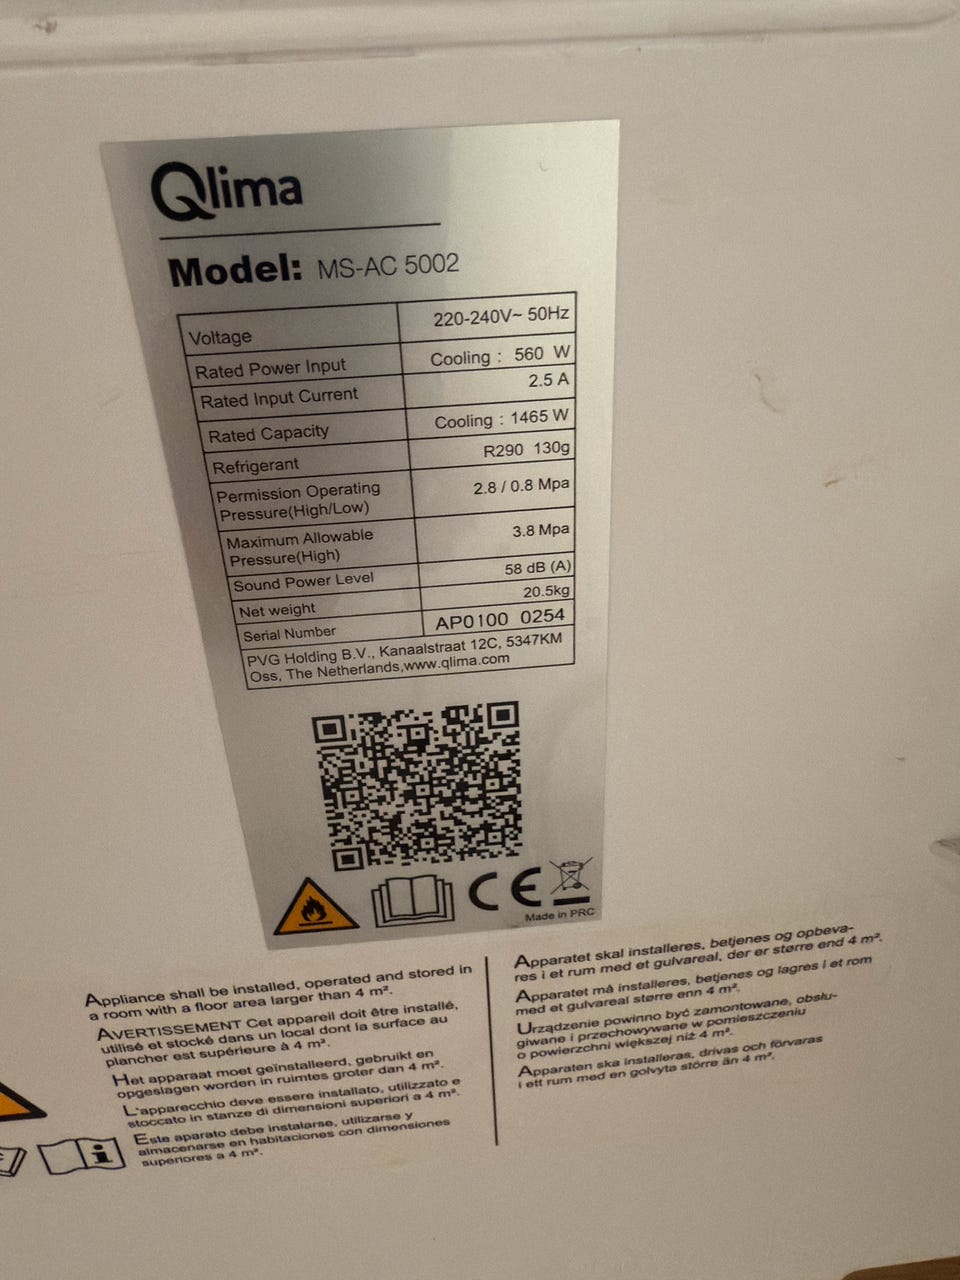 Qlima
Model: MS-AC 5002
Voltage 220-240V~ 50Hz
Rated Power Input Cooling : 560 W
Rated Input Current 2.5 A
Rated Capacity Cooling : 1465 W
Refrigerant R290 130g
Permission Operating
Pressure(High/Low) 2.8 / 0.8 Mpa
Maximum Allowable
Pressure(High) 3.8 Mpa
Sound Power Level 58 dB (A)
Net weight 20.5kg
Serial Number AP0100 0254
PVG Holding B.V., Kanaalstraat 12C, 5347KM
Oss, The Netherlands,www.qlima.com
CE
Made in PRC
Appliance shall be installed, operated and stored in
a room with a floor area larger than 4 m².
AVERTISSEMENT Cet appareil doit être installé,
utilisé et stocké dans un local dont la surface au
plancher est supérieure à 4 m².
Het apparaat moet geïnstalleerd, gebruikt en
opgeslagen worden in ruimtes groter dan 4 m².
L'apparecchio deve essere installato, utilizzato e
stoccato in stanze di dimensioni superiori a 4 m².
Este aparato debe instalarse, utilizarse y
almacenarse en habitaciones con dimensiones
superiores a 4 m².
Apparatet skal installeres, betjenes og opbeva-
res i et rum med et gulvareal, der er større end 4 m².
Apparatet må installeres, betjenes og lagres i et rom
med et gulvareal større enn 4 m².
Urządzenie powinno być zamontowane, obsłu-
giwane i przechowywane w pomieszczeniu
o powierzchni większej niż 4 m².
Apparaten ska installeras, drivas och förvaras
i ett rum med en golvyta större än 4 m².